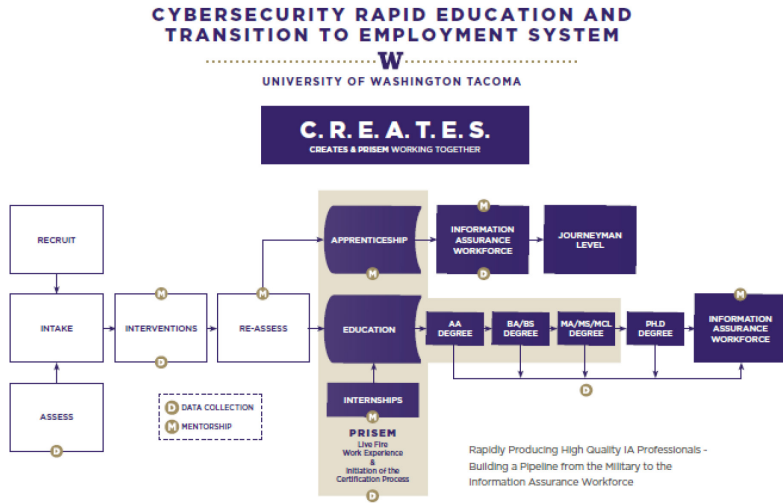 CYBERSECURITY RAPID EDUCATION AND
TRANSITION TO EMPLOYMENT SYSTEM
W
UNIVERSITY OF WASHINGTON TACOMA
C. R. E. A. T. E. S.
CREATES & PRISEM WORKING TOGETHER
RECRUIT
INTAKE
ASSESS
D
M
INTERVENTIONS
D
M
RE-ASSESS
APPRENTICESHIP
M
M
INFORMATION
ASSURANCE
WORKFORCE
D
JOURNEYMAN
LEVEL
EDUCATION
AA
DEGREE
BA/BS
DEGREE
MA/MS/MCL
DEGREE
PH.D
DEGREE
M
INFORMATION
ASSURANCE
WORKFORCE
D
INTERNSHIPS
M
PRISEM
Live Fire
Work Experience
&
Initiation of the
Certification Process
D
D DATA COLLECTION
M MENTORSHIP
Rapidly Producing High Quality IA Professionals -
Building a Pipeline from the Military to the
Information Assurance Workforce